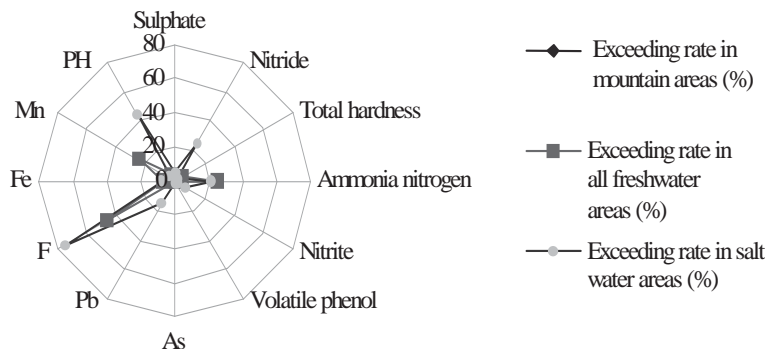 Sulphate
80
60
40
20
0
Nitride
Total hardness
Ammonia nitrogen
Nitrite
Volatile phenol
As
Pb
F
Fe
Mn
PH
Exceeding rate in
mountain areas (%)
Exceeding rate in
all freshwater
areas (%)
Exceeding rate in salt
water areas (%)